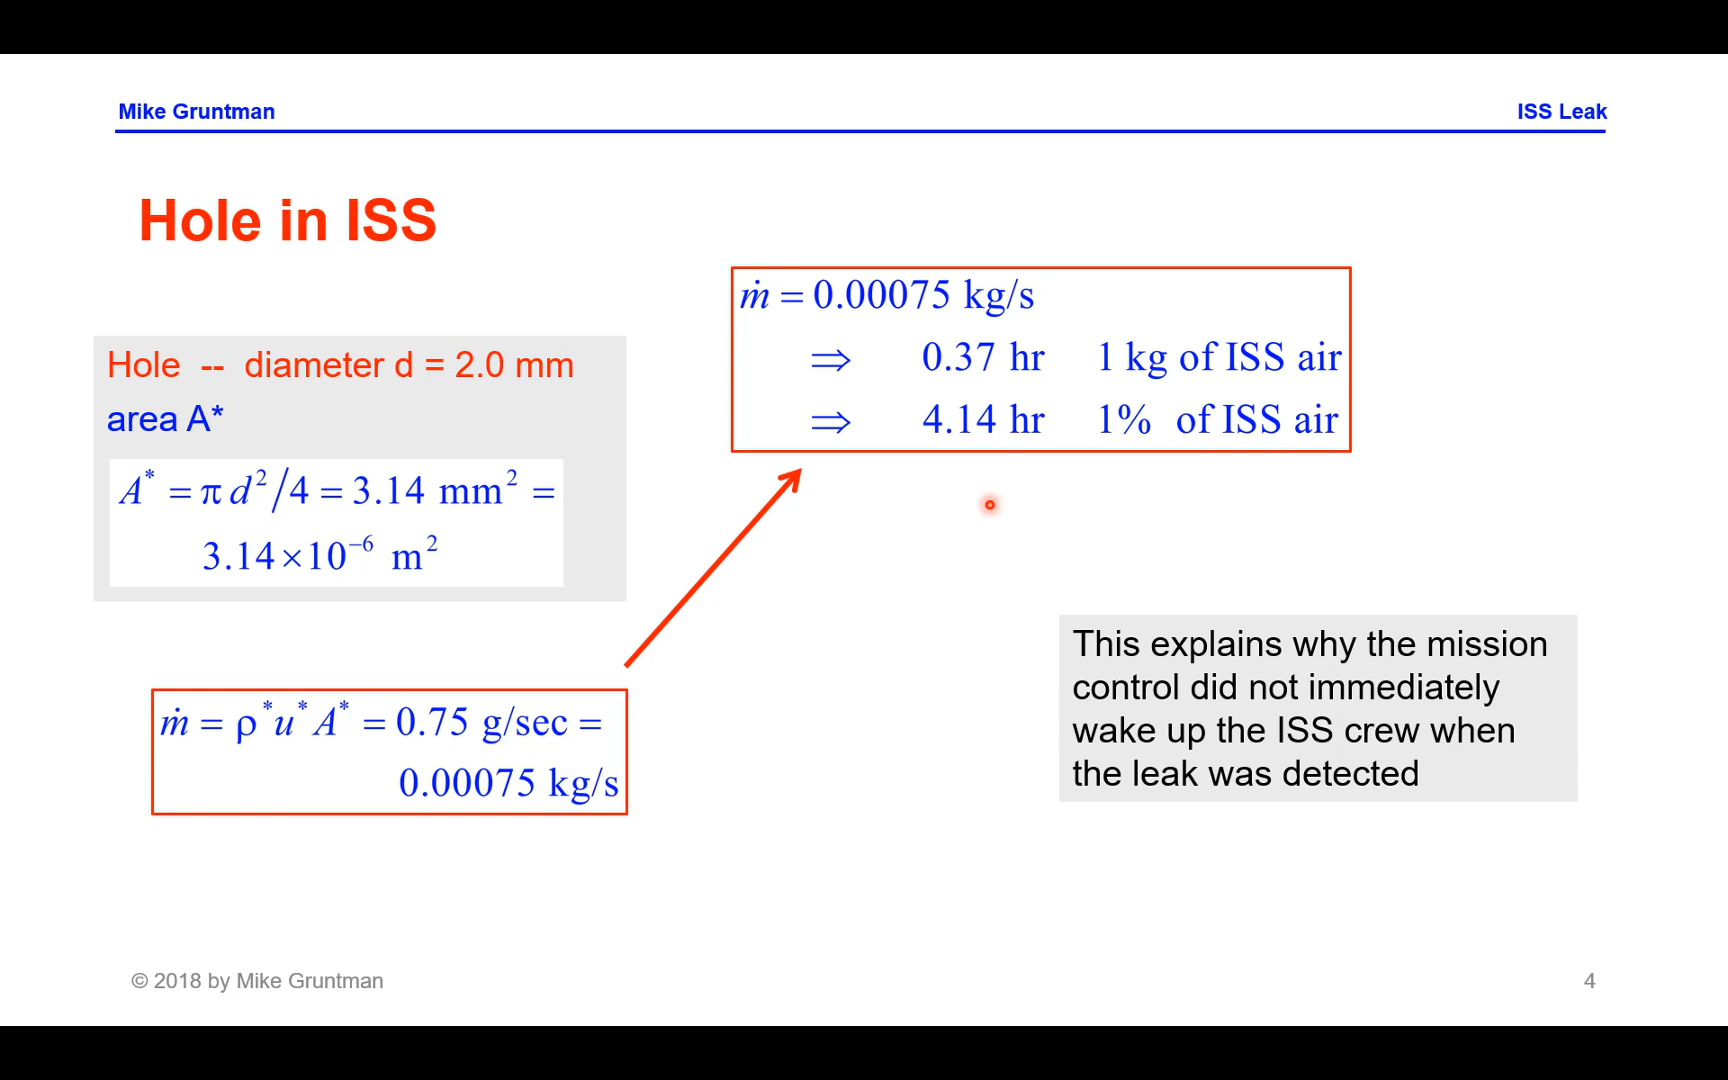 Mike Gruntman
ISS Leak
Hole in ISS
Hole -- diameter d = 2.0 mm
area A*
A* = π d²/4 = 3.14 mm² =
3.14×10⁻⁶ m²
ṁ = 0.00075 kg/s
⇒ 0.37 hr 1 kg of ISS air
⇒ 4.14 hr 1% of ISS air
ṁ = ρ*u*A* = 0.75 g/sec =
0.00075 kg/s
This explains why the mission
control did not immediately
wake up the ISS crew when
the leak was detected
© 2018 by Mike Gruntman
4